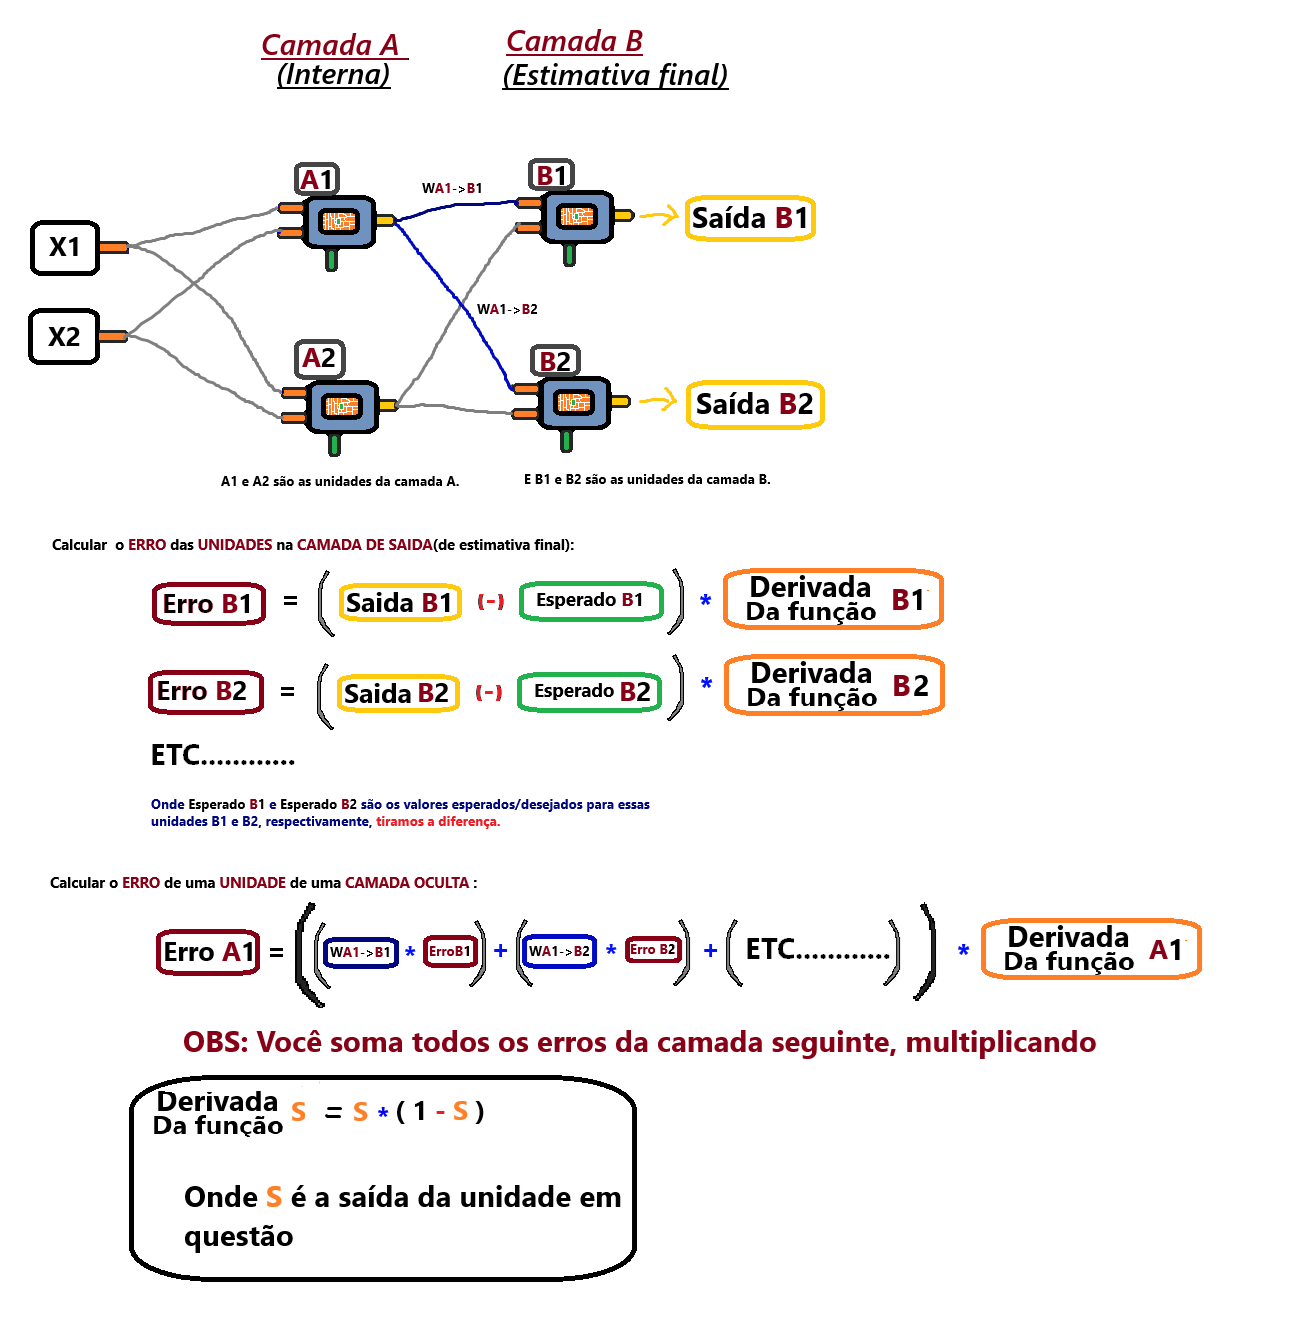 Camada A
(Interna)
Camada B
(Estimativa final)
A1
WA1->B1
B1
Saída B1
X1
X2
WA1->B2
A2
B2
Saída B2
A1 e A2 são as unidades da camada A.
E B1 e B2 são as unidades da camada B.
Calcular o ERRO das UNIDADES na CAMADA DE SAIDA(de estimativa final):
Erro B1 = ( Saida B1 (-) Esperado B1 ) * Derivada Da função B1
Erro B2 = ( Saida B2 (-) Esperado B2 ) * Derivada Da função B2
ETC............
Onde Esperado B1 e Esperado B2 são os valores esperados/desejados para essas
unidades B1 e B2, respectivamente, tiramos a diferença.
Calcular o ERRO de uma UNIDADE de uma CAMADA OCULTA :
Erro A1 = ( ( WA1->B1 * ErroB1 ) + ( WA1->B2 * Erro B2 ) + ( ETC............ ) ) * Derivada Da função A1
OBS: Você soma todos os erros da camada seguinte, multiplicando
Derivada Da função S = S * ( 1 - S )
Onde S é a saída da unidade em
questão